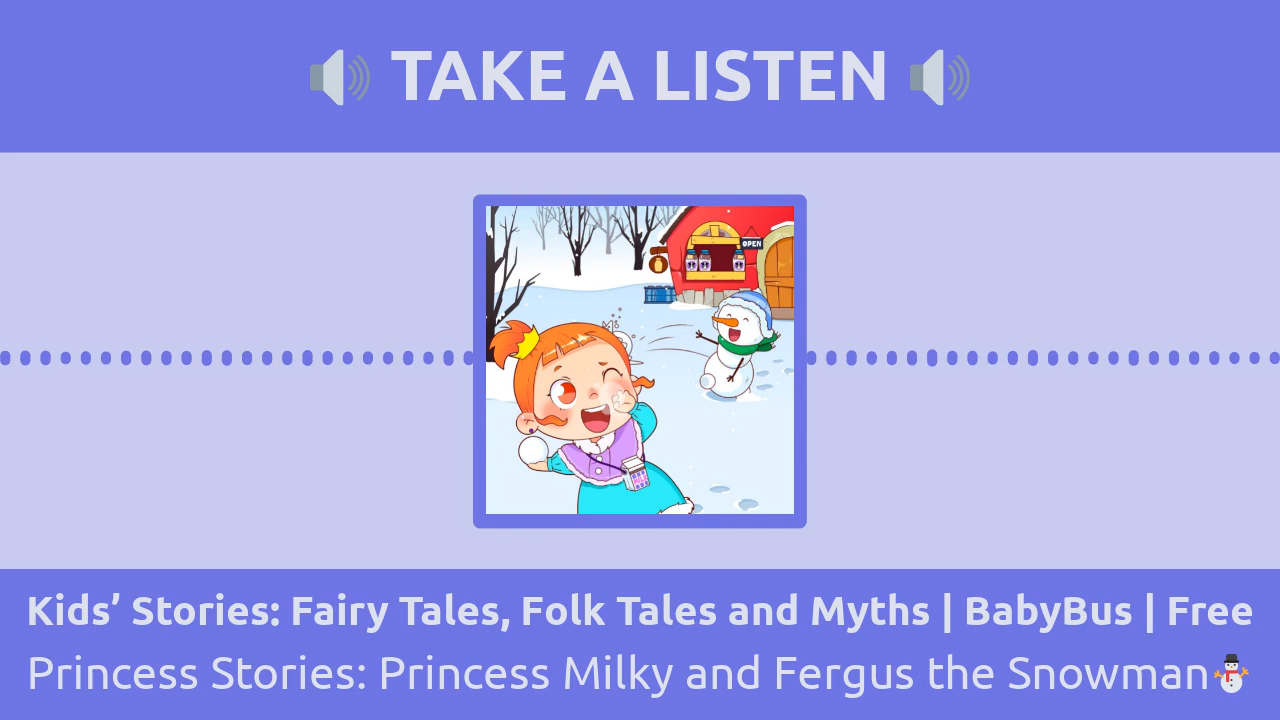 🔊 TAKE A LISTEN 🔊
OPEN
Kids’ Stories: Fairy Tales, Folk Tales and Myths | BabyBus | Free
Princess Stories: Princess Milky and Fergus the Snowman⛄